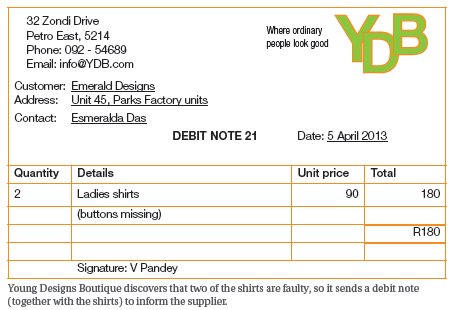 32 Zondi Drive
Petro East, 5214
Phone: 092 - 54689
Email: info@YDB.com
Where ordinary
people look good
YDB
Customer: Emerald Designs
Address: Unit 45, Parks Factory units
Contact: Esmeralda Das
DEBIT NOTE 21 Date: 5 April 2013
Quantity Details Unit price Total
2 Ladies shirts 90 180
(buttons missing)
R180
Signature: V Pandey
Young Designs Boutique discovers that two of the shirts are faulty, so it sends a debit note
(together with the shirts) to inform the supplier.